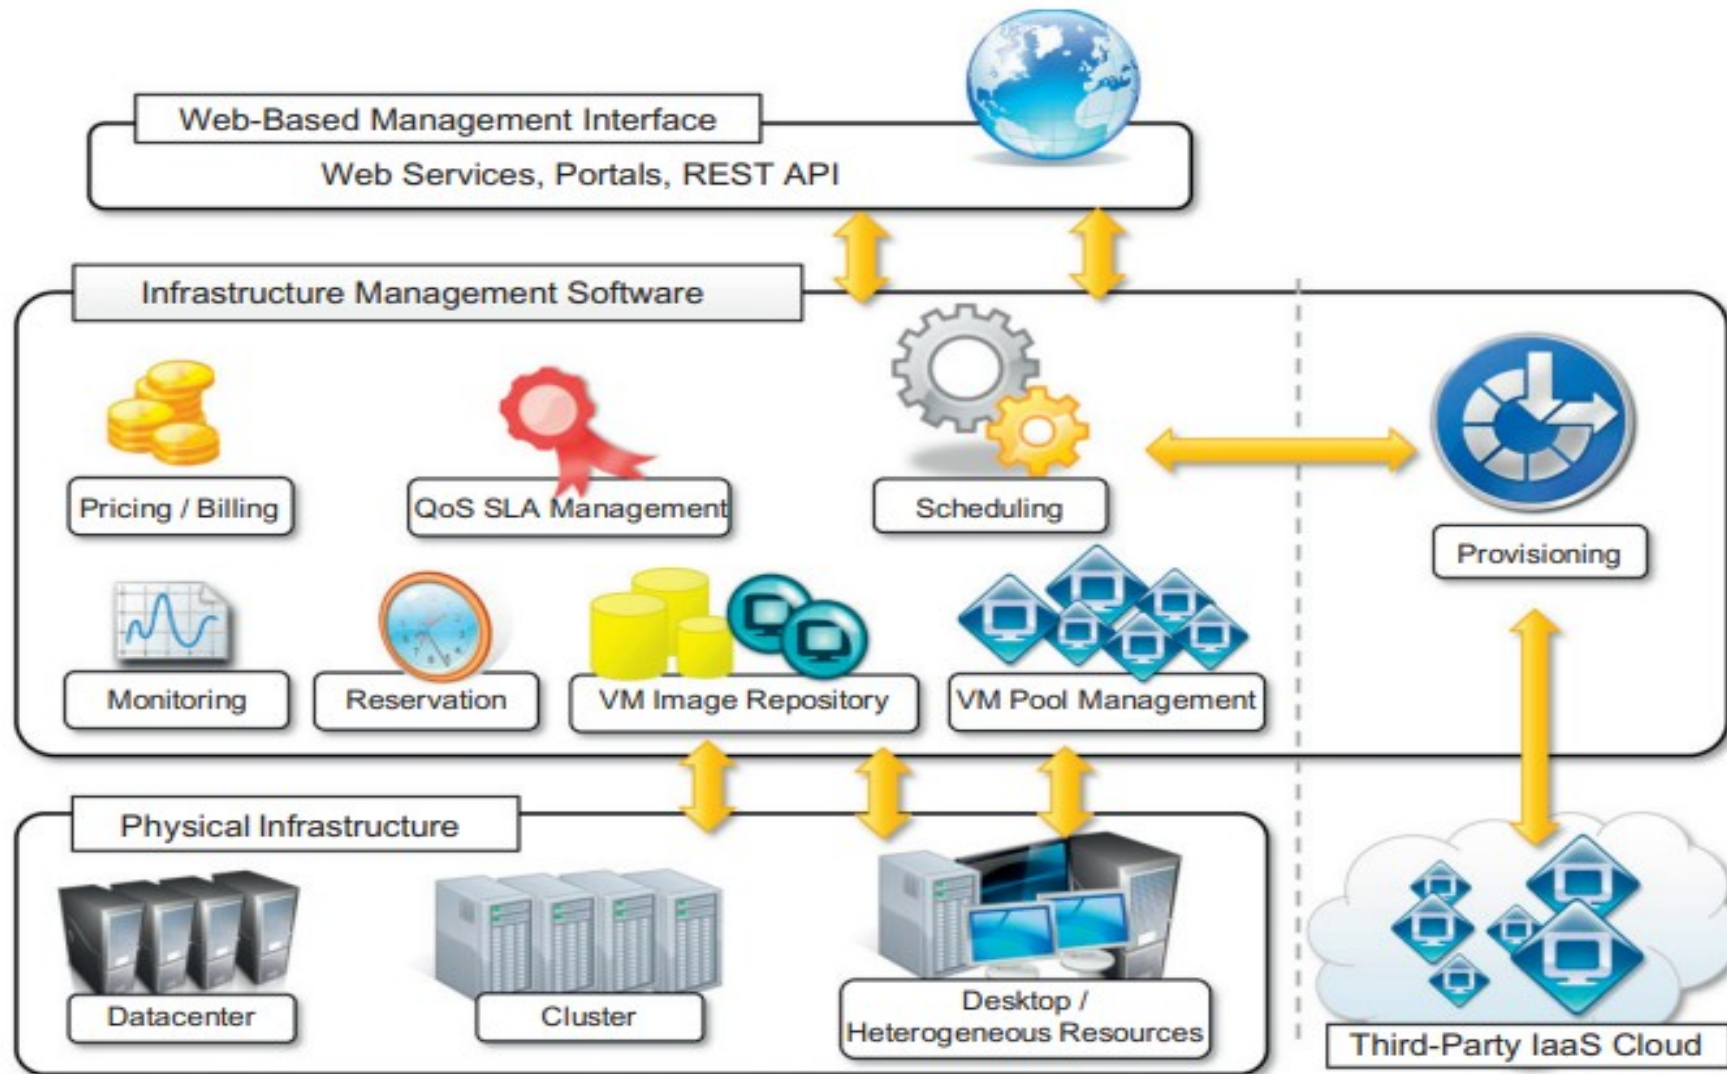 Web-Based Management Interface
Web Services, Portals, REST API
Infrastructure Management Software
Pricing / Billing
QoS SLA Management
Scheduling
Provisioning
Monitoring
Reservation
VM Image Repository
VM Pool Management
Physical Infrastructure
Datacenter
Cluster
Desktop /
Heterogeneous Resources
Third-Party IaaS Cloud